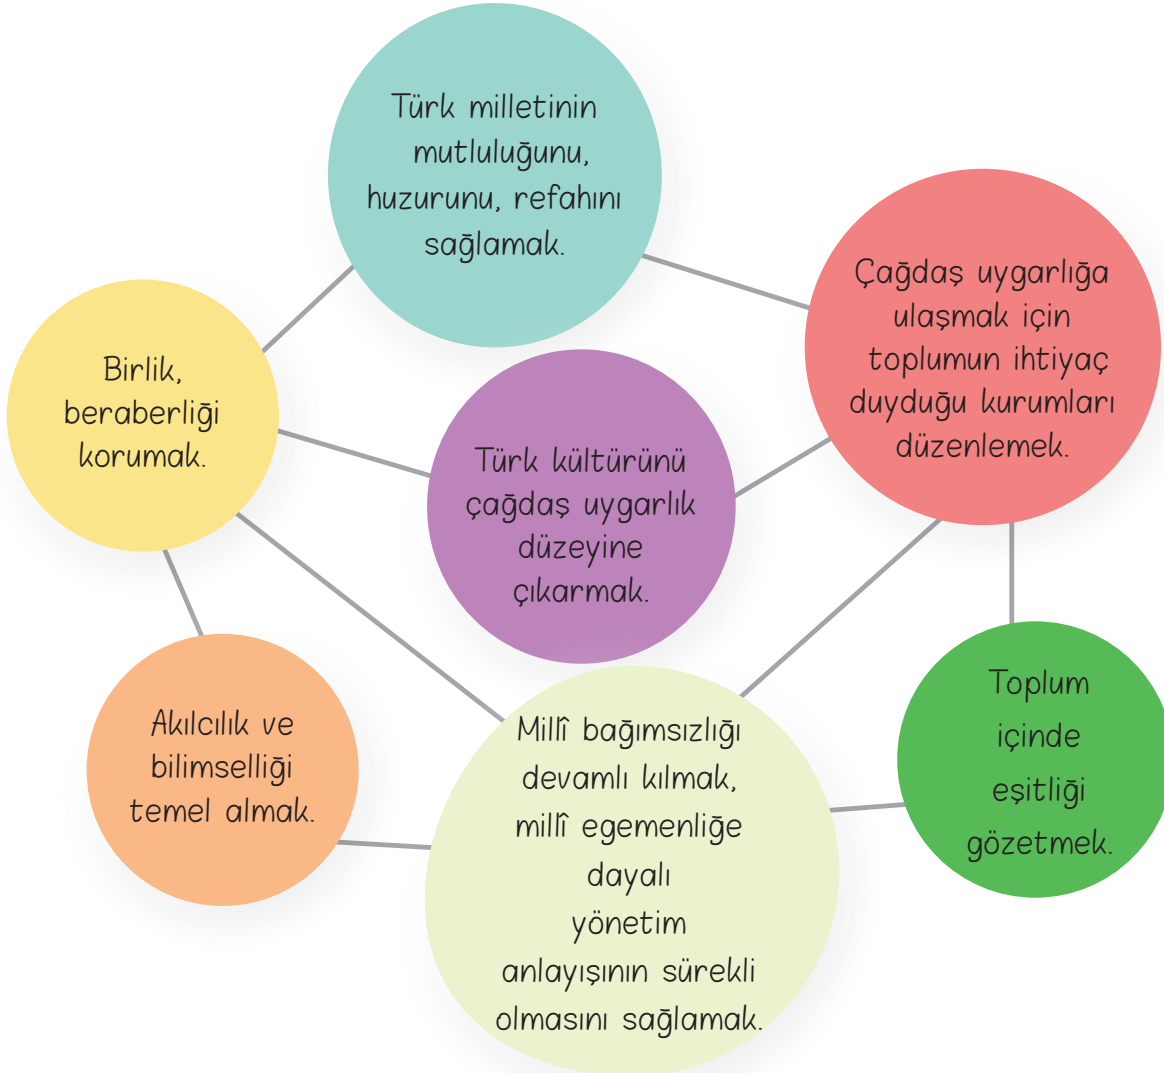 Türk milletinin
mutluluğunu,
huzurunu, refahını
sağlamak.
Çağdaş uygarlığa
ulaşmak için
toplumun ihtiyaç
duyduğu kurumları
düzenlemek.
Birlik,
beraberliği
korumak.
Türk kültürünü
çağdaş uygarlık
düzeyine
çıkarmak.
Akılcılık ve
bilimselliği
temel almak.
Millî bağımsızlığı
devamlı kılmak,
millî egemenliğe
dayalı
yönetim
anlayışının sürekli
olmasını sağlamak.
Toplum
içinde
eşitliği
gözetmek.